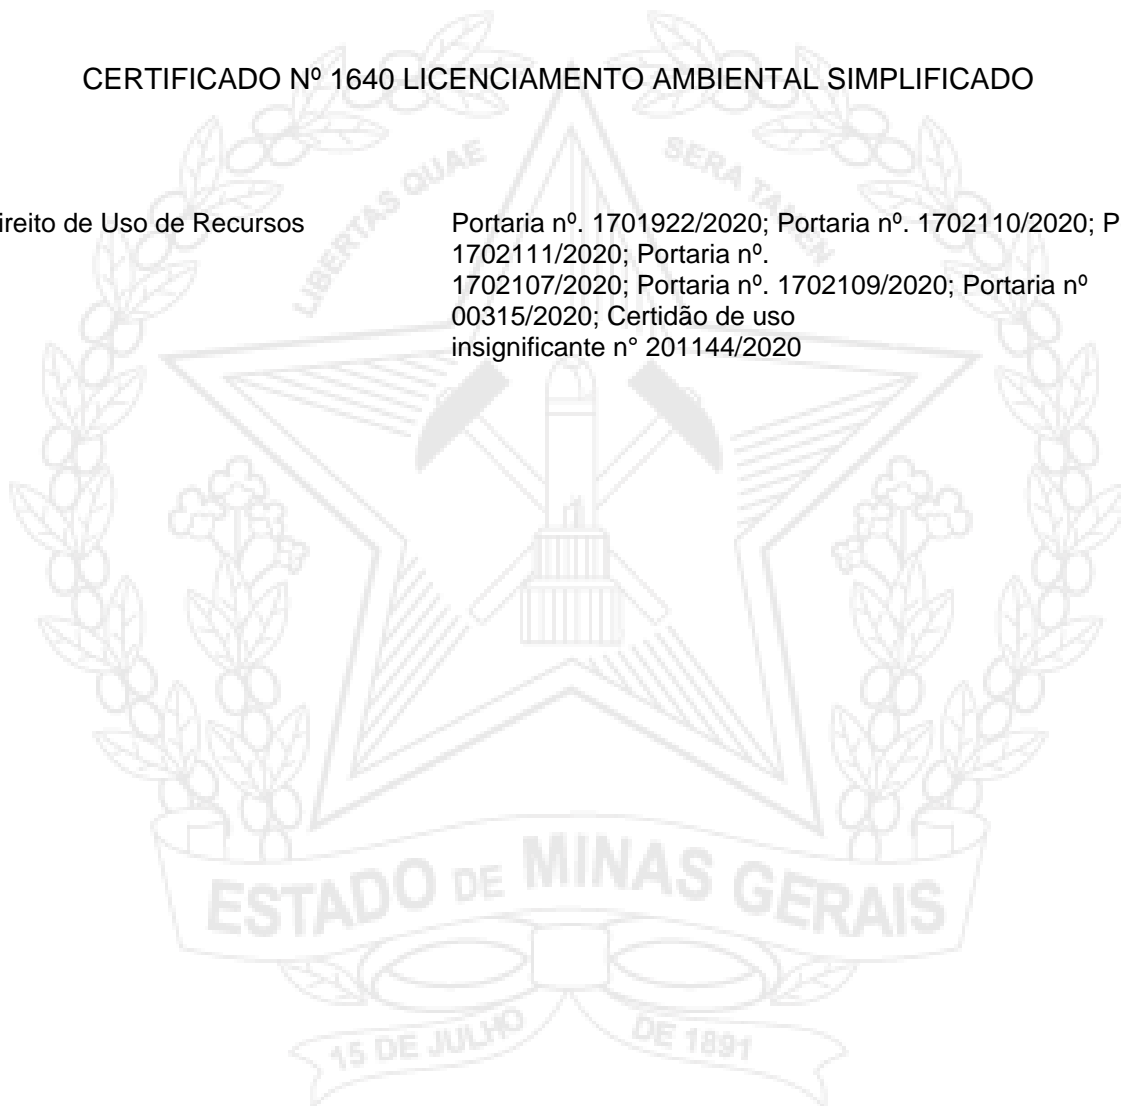 CERTIFICADO Nº 1640 LICENCIAMENTO AMBIENTAL SIMPLIFICADO
LIBERTAS QUAE SERA TAMEN
ireito de Uso de Recursos
Portaria nº. 1701922/2020; Portaria nº. 1702110/2020; P
1702111/2020; Portaria nº.
1702107/2020; Portaria nº. 1702109/2020; Portaria nº
00315/2020; Certidão de uso
insignificante n° 201144/2020
ESTADO DE MINAS GERAIS
15 DE JULHO DE 1891